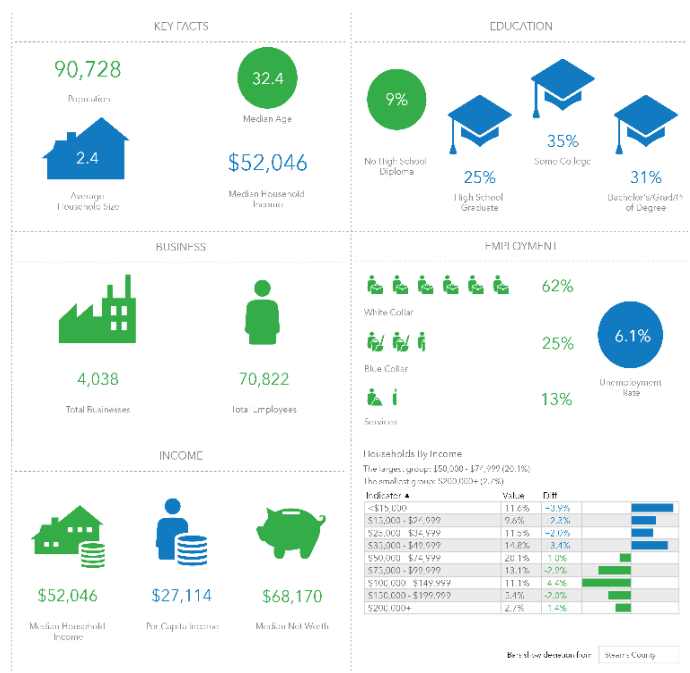 KEY FACTS
90,728
Population
32.4
Median Age
2.4
Average
Household Size
$52,046
Median Household
Income
EDUCATION
9%
No High School
Diploma
25%
High School
Graduate
35%
Some College
31%
Bachelor's/Grad/Pr
of Degree
BUSINESS
4,038
Total Businesses
70,822
Total Employees
EMPLOYMENT
62%
White Collar
25%
Blue Collar
13%
Services
6.1%
Unemployment
Rate
INCOME
$52,046
Median Household
Income
$27,114
Per Capita Income
$68,170
Median Net Worth
Households By Income
The largest group: $50,000 - $74,999 (20.1%)
The smallest group: $200,000+ (2.7%)
Indicator ▲ Value Diff
<$15,000 11.6% +3.9%
$15,000 - $24,999 9.6% +2.3%
$25,000 - $34,999 11.5% +2.0%
$35,000 - $49,999 14.8% +3.4%
$50,000 - $74,999 20.1% -1.0%
$75,000 - $99,999 13.1% -2.9%
$100,000 - $149,999 11.1% -4.4%
$150,000 - $199,999 -2.0%
$200,000+ 2.7% -1.4%
Bars show deviation from Stearns County